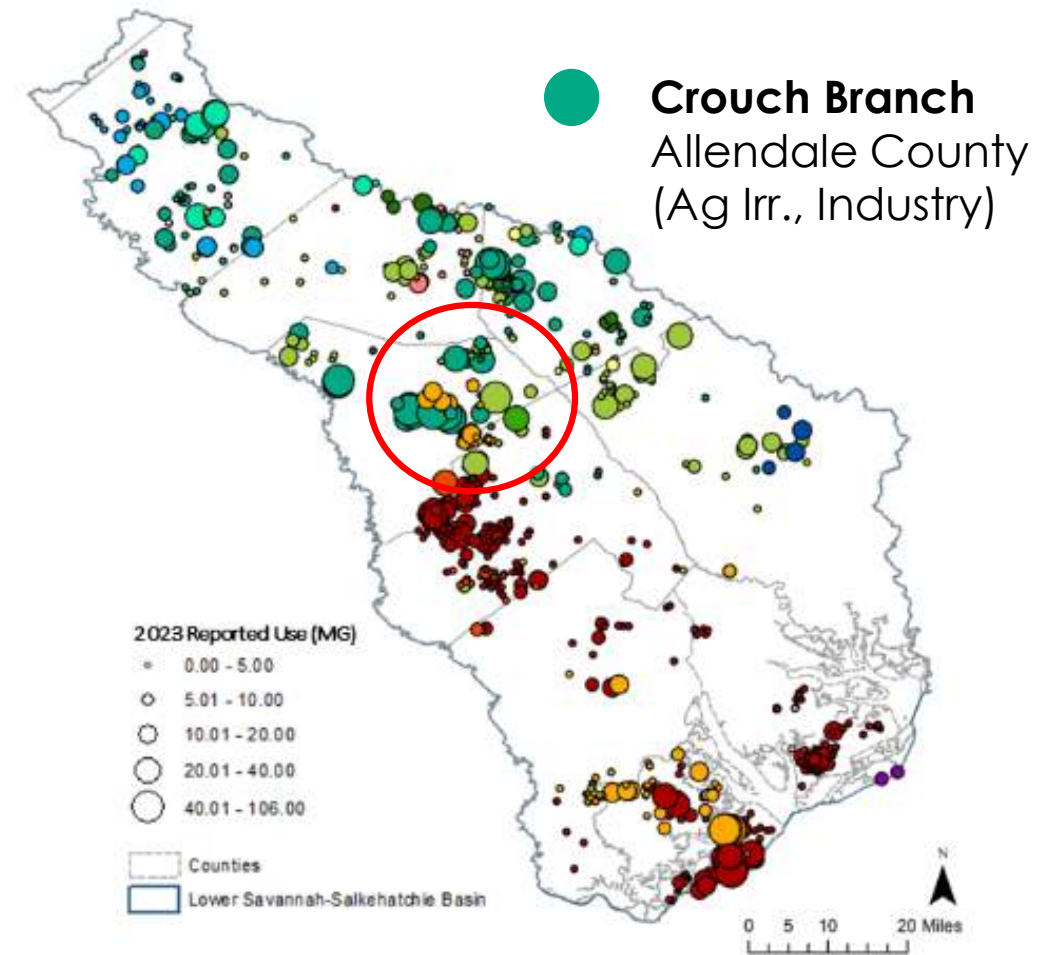 Crouch Branch
Allendale County
(Ag Irr., Industry)
2023 Reported Use (MG)
0.00 - 5.00
5.01 - 10.00
10.01 - 20.00
20.01 - 40.00
40.01 - 106.00
Counties
Lower Savannah-Salkehatchie Basin
N
0 5 10 20 Miles